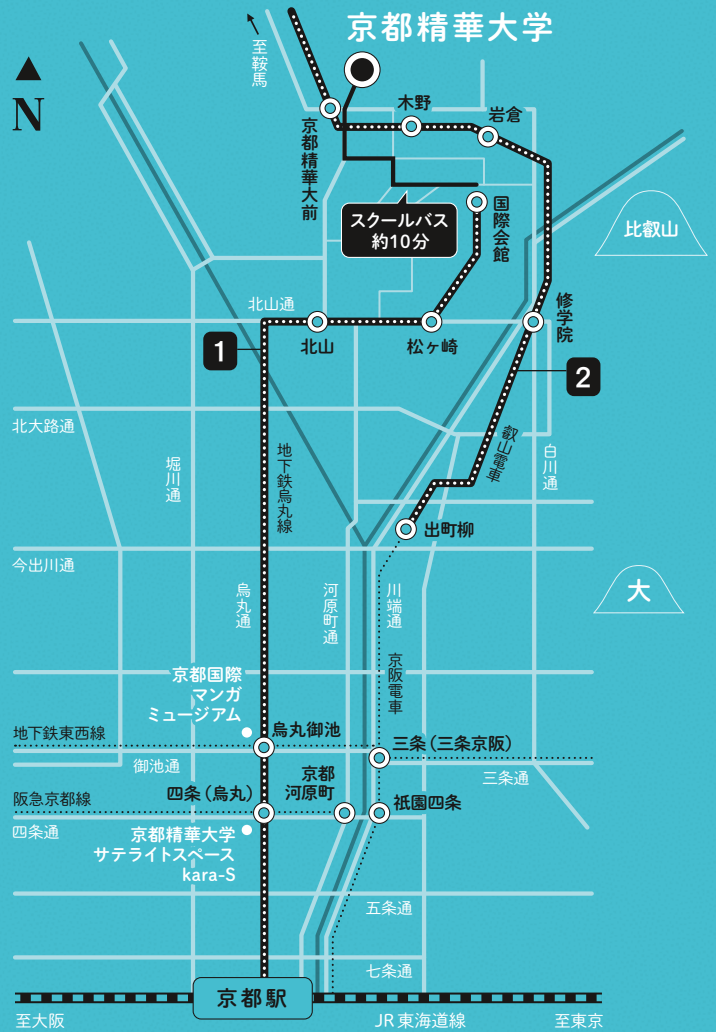 京都精華大学
至鞍馬
N
木野
岩倉
京都精華大前
国際会館
スクールバス
約10分
比叡山
修学院
北山通
北山
松ヶ崎
1
2
北大路通
叡山電車
白川通
堀川通
地下鉄烏丸線
出町柳
今出川通
大
烏丸通
河原町通
川端通
京阪電車
京都国際
マンガ
ミュージアム
地下鉄東西線
烏丸御池
三条(三条京阪)
御池通
三条通
京都
河原町
阪急京都線
四条(烏丸)
祇園四条
四条通
京都精華大学
サテライトスペース
kara-S
五条通
七条通
京都駅
至大阪
JR東海道線
至東京